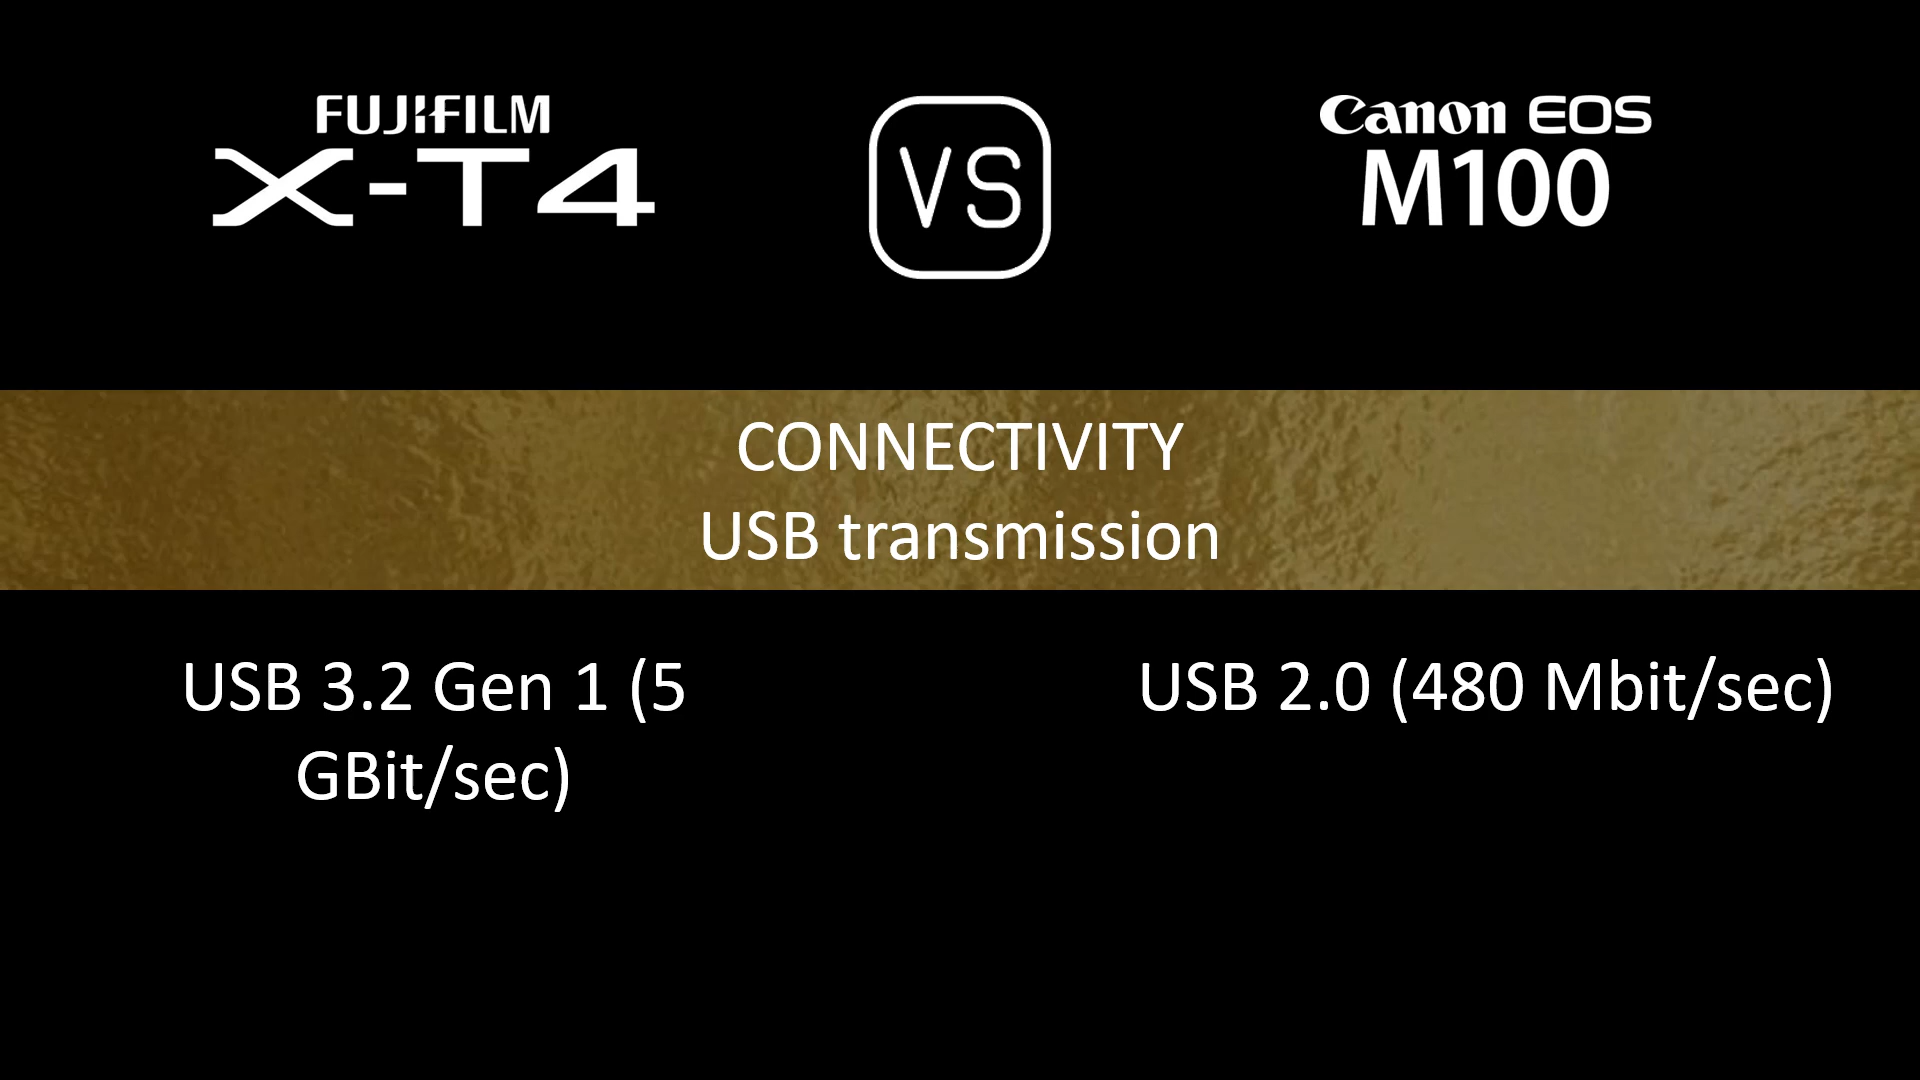 FUJIFILM
X-T4
VS
Canon EOS
M100
CONNECTIVITY
USB transmission
USB 3.2 Gen 1 (5
GBit/sec)
USB 2.0 (480 Mbit/sec)